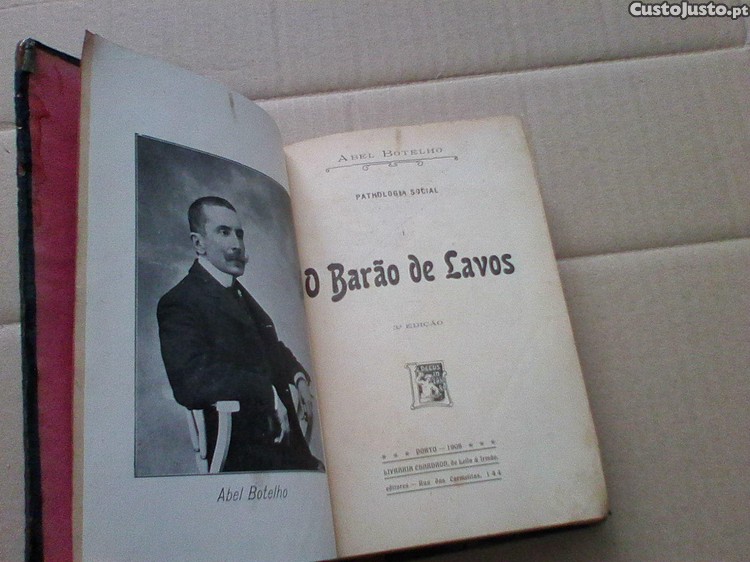 CustoJusto.pt
Abel Botelho
ABEL BOTELHO
PATHOLOGIA SOCIAL
I
O Barão de Lavos
3ª EDIÇÃO
PORTO — 1908
LIVRARIA CHARDRON, de Lello & Irmão,
editores — Rua das Carmelitas, 144